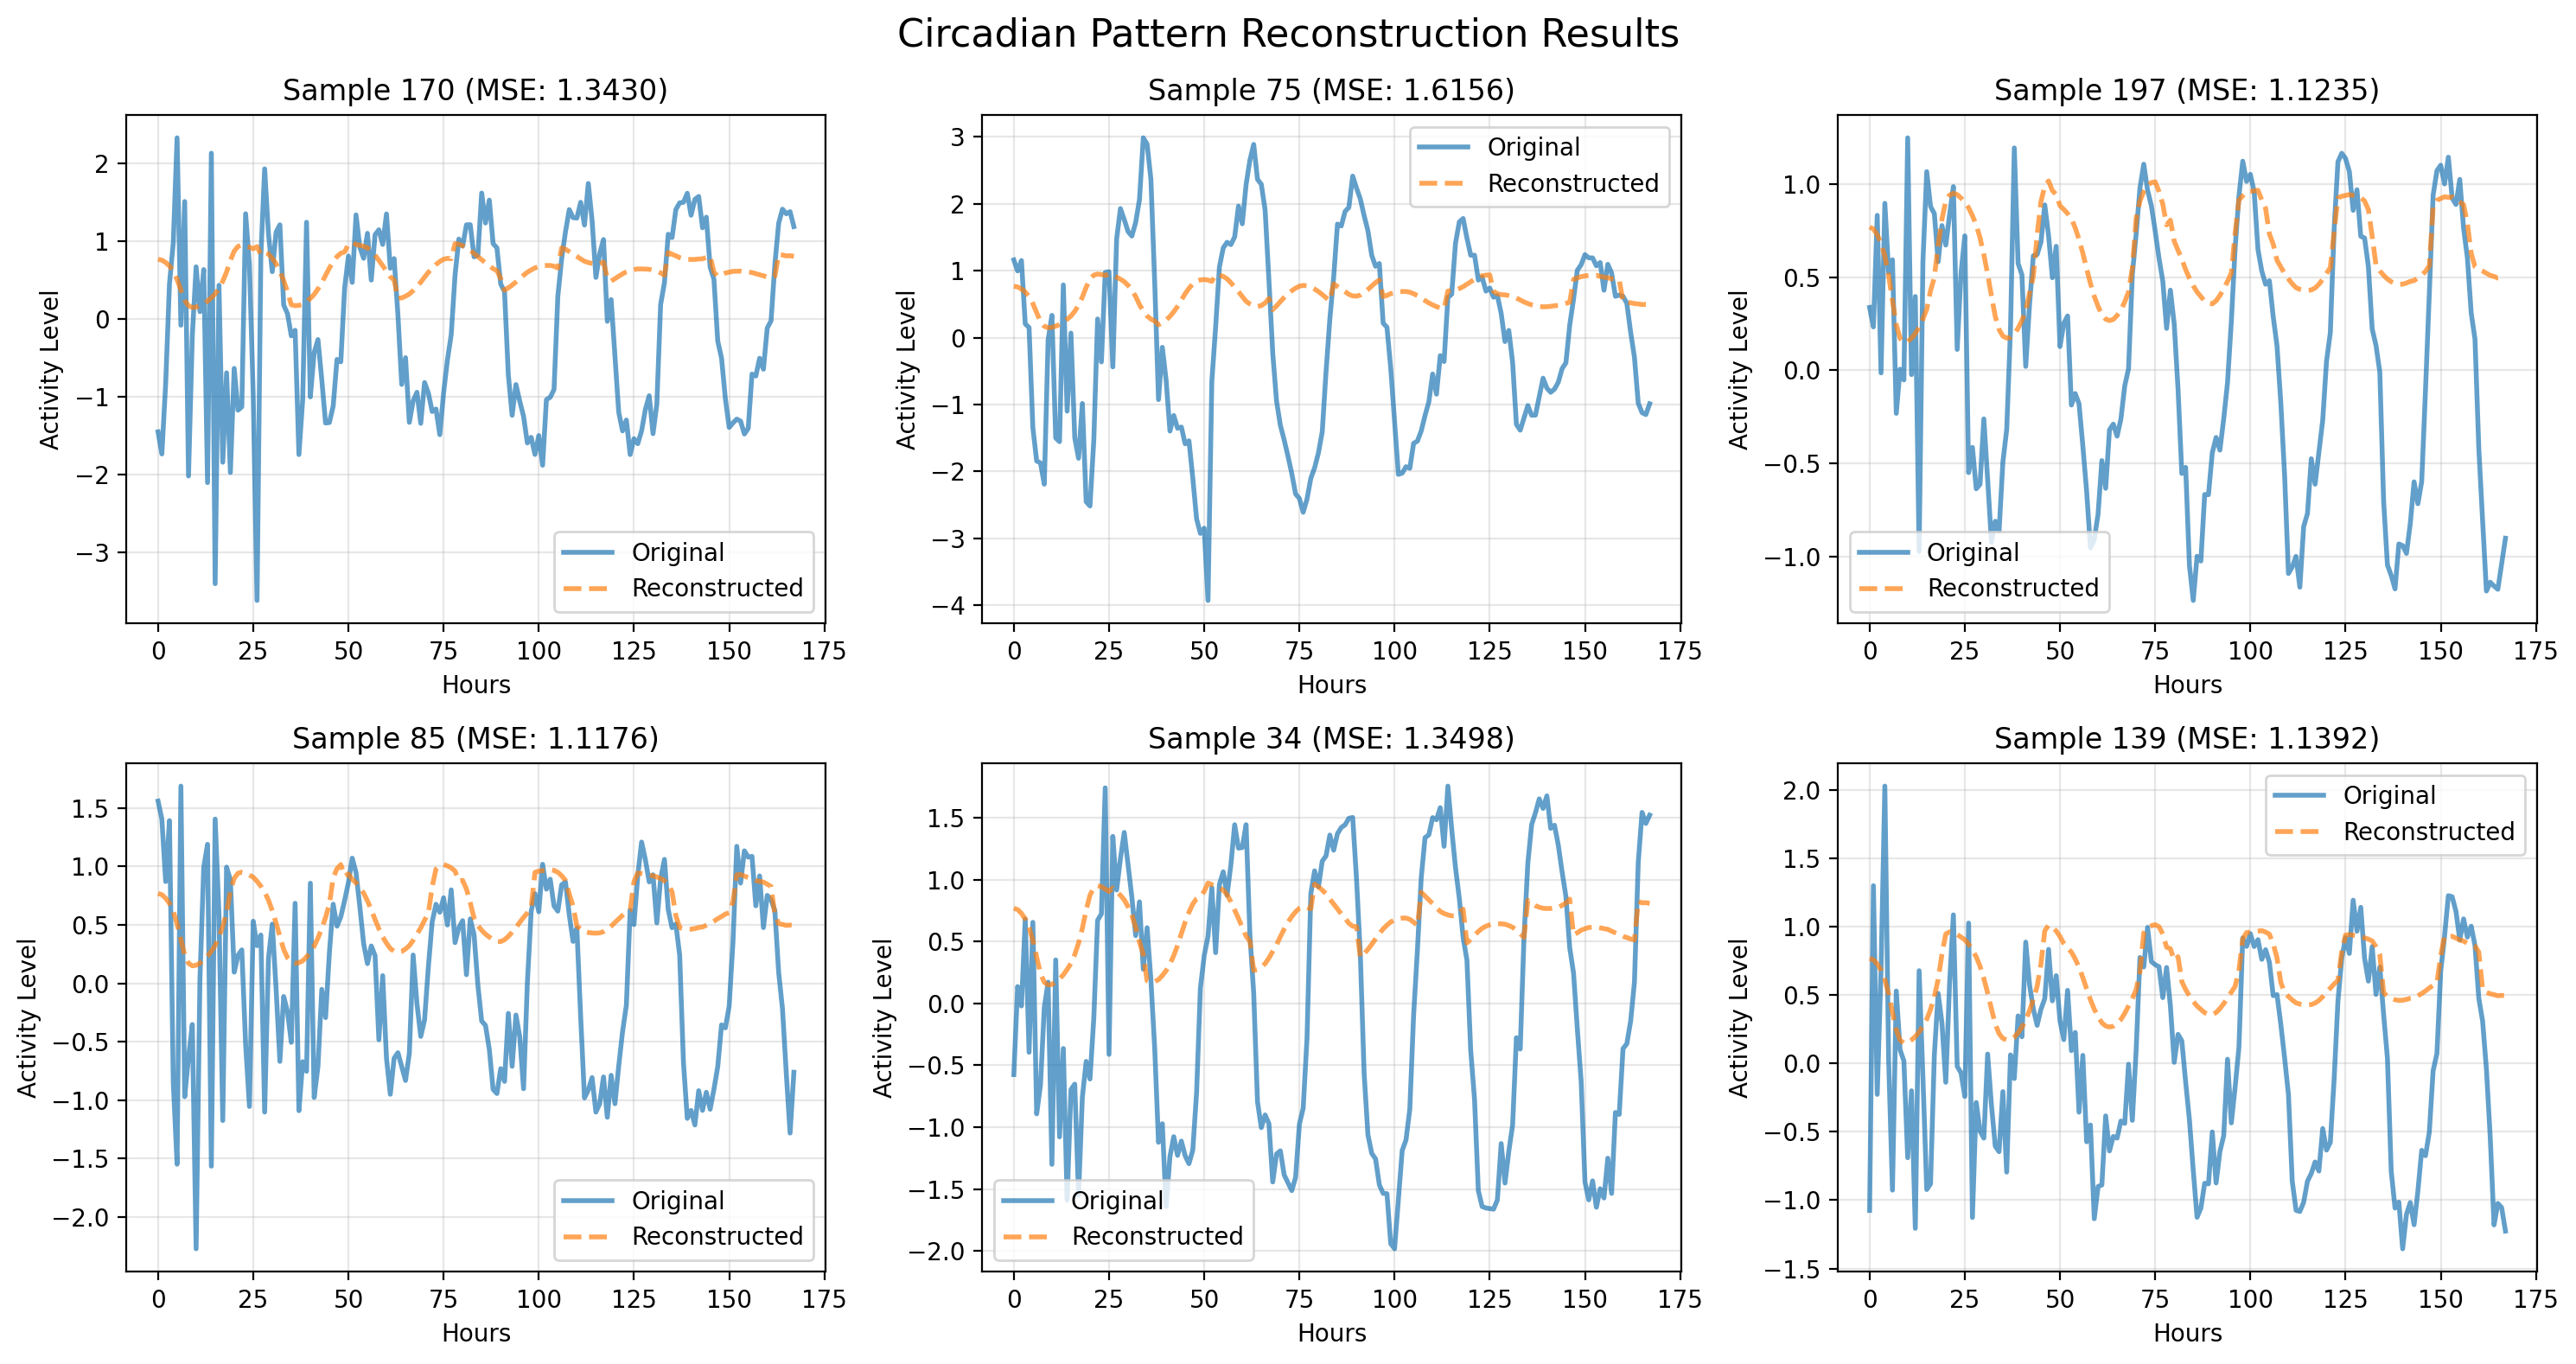 Circadian Pattern Reconstruction Results
Sample 170 (MSE: 1.3430)
Activity Level
2
1
0
−1
−2
−3
Original
Reconstructed
0 25 50 75 100 125 150 175
Hours
Sample 75 (MSE: 1.6156)
Activity Level
3
2
1
0
−1
−2
−3
−4
Original
Reconstructed
0 25 50 75 100 125 150 175
Hours
Sample 197 (MSE: 1.1235)
Activity Level
1.0
0.5
0.0
−0.5
−1.0
Original
Reconstructed
0 25 50 75 100 125 150 175
Hours
Sample 85 (MSE: 1.1176)
Activity Level
1.5
1.0
0.5
0.0
−0.5
−1.0
−1.5
−2.0
Original
Reconstructed
0 25 50 75 100 125 150 175
Hours
Sample 34 (MSE: 1.3498)
Activity Level
1.5
1.0
0.5
0.0
−0.5
−1.0
−1.5
−2.0
Original
Reconstructed
0 25 50 75 100 125 150 175
Hours
Sample 139 (MSE: 1.1392)
Activity Level
2.0
1.5
1.0
0.5
0.0
−0.5
−1.0
−1.5
Original
Reconstructed
0 25 50 75 100 125 150 175
Hours